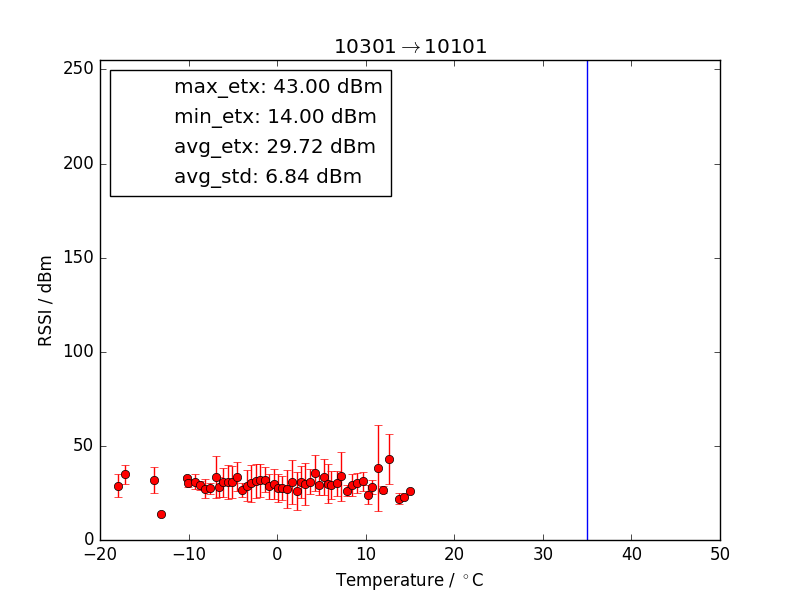 10301→10101
max_etx: 43.00 dBm
min_etx: 14.00 dBm
avg_etx: 29.72 dBm
avg_std: 6.84 dBm
250
200
150
100
50
0
RSSI / dBm
−20 −10 0 10 20 30 40 50
Temperature / °C